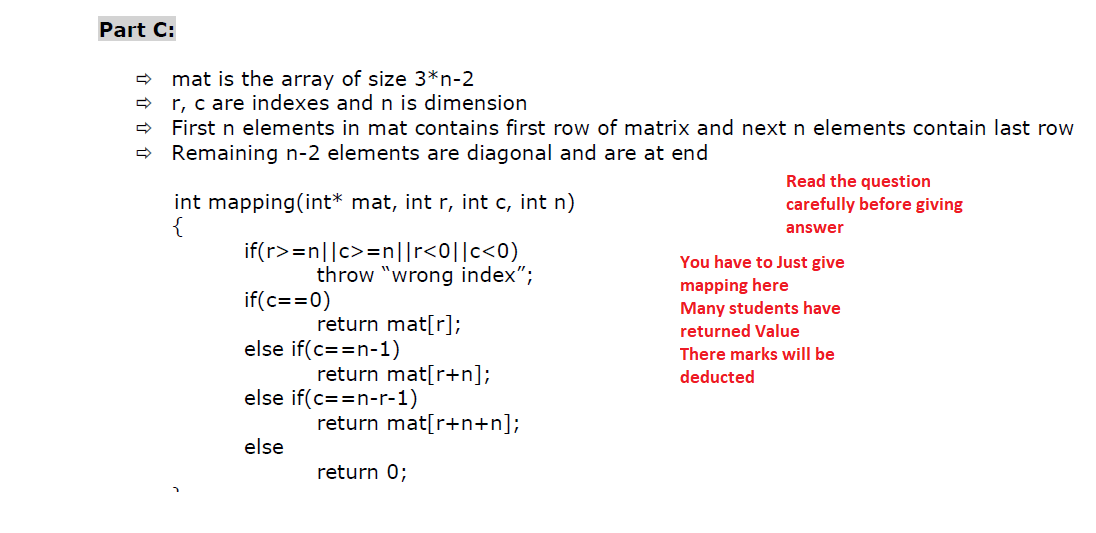 Part C:
⇨ mat is the array of size 3*n-2
⇨ r, c are indexes and n is dimension
⇨ First n elements in mat contains first row of matrix and next n elements contain last row
⇨ Remaining n-2 elements are diagonal and are at end
Read the question
carefully before giving
answer
int mapping(int* mat, int r, int c, int n)
{
if(r>=n||c>=n||r<0||c<0)
throw “wrong index”;
if(c==0)
return mat[r];
else if(c==n-1)
return mat[r+n];
else if(c==n-r-1)
return mat[r+n+n];
else
return 0;
You have to Just give
mapping here
Many students have
returned Value
There marks will be
deducted